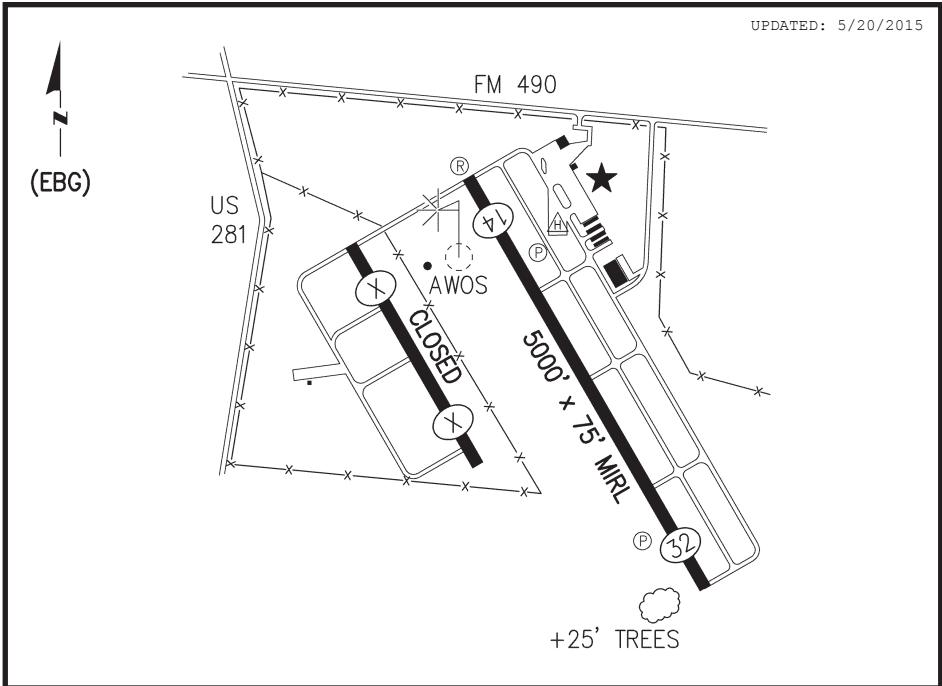 UPDATED: 5/20/2015
FM 490
N
(EBG)
R
US
281
14
H
P
AWOS
X
CLOSED
X
5000' x 75' MIRL
P
32
+25' TREES